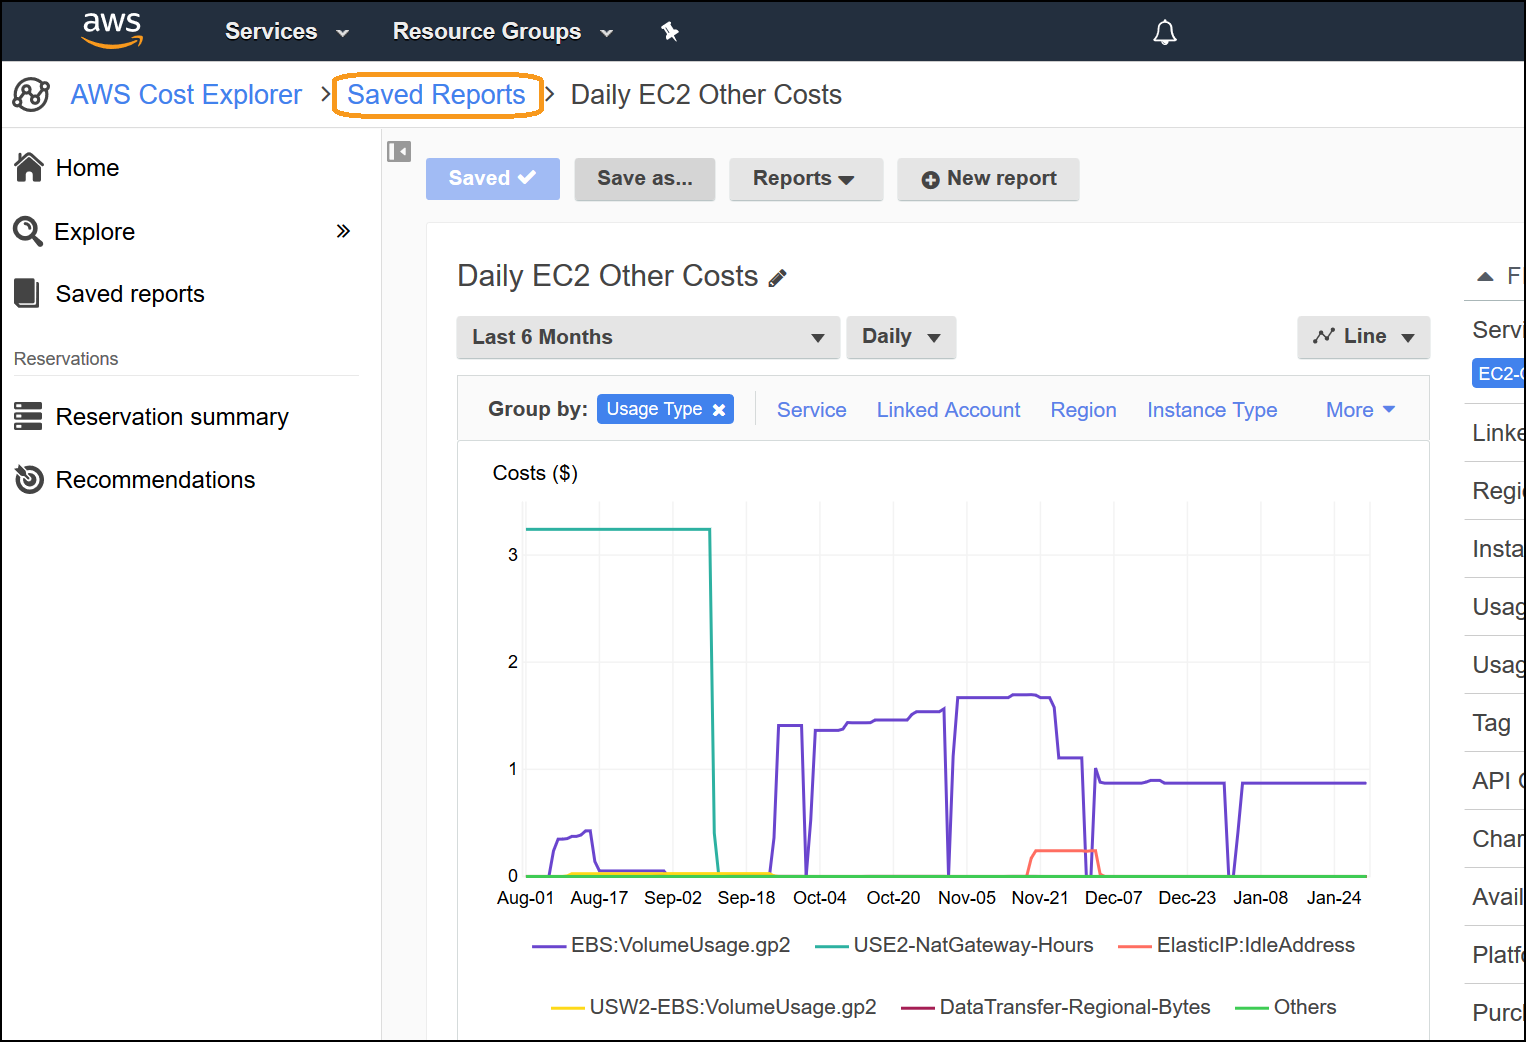 aws Services Resource Groups
AWS Cost Explorer > Saved Reports > Daily EC2 Other Costs
Home
Explore »
Saved reports
Reservations
Reservation summary
Recommendations
Saved Save as... Reports New report
Daily EC2 Other Costs
Last 6 Months Daily Line
Group by: Usage Type Service Linked Account Region Instance Type More
Costs ($)
3
2
1
0
Aug-01 Aug-17 Sep-02 Sep-18 Oct-04 Oct-20 Nov-05 Nov-21 Dec-07 Dec-23 Jan-08 Jan-24
EBS:VolumeUsage.gp2 USE2-NatGateway-Hours ElasticIP:IdleAddress
USW2-EBS:VolumeUsage.gp2 DataTransfer-Regional-Bytes Others
F
Servi
EC2-
Linke
Regi
Insta
Usag
Usag
Tag
API
Char
Avail
Platf
Purc